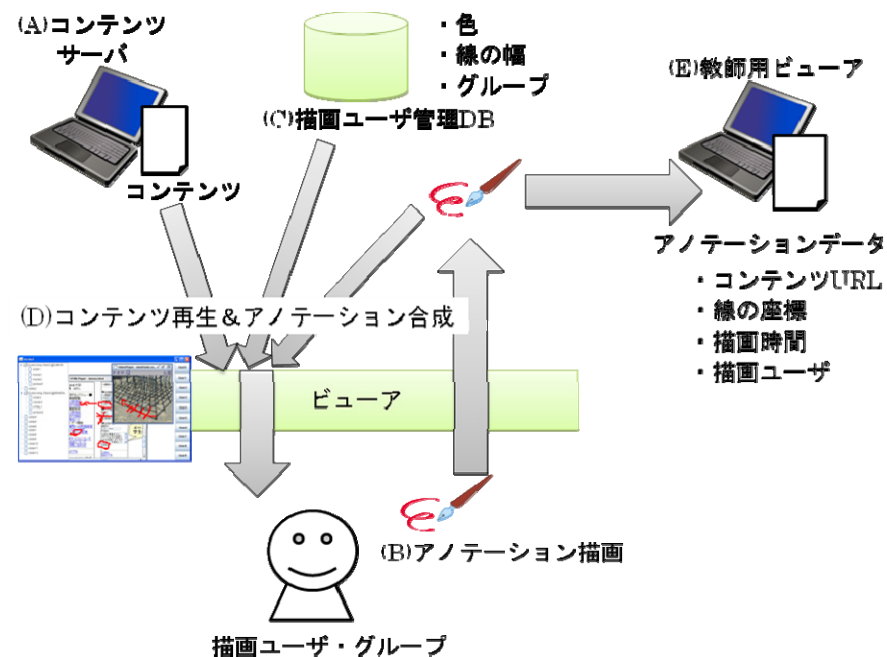 (A)コンテンツ
サーバ
コンテンツ
・色
・線の幅
・グループ
(C)描画ユーザ管理DB
(E)教師用ビューア
アノテーションデータ
・コンテンツURL
・線の座標
・描画時間
・描画ユーザ
(D)コンテンツ再生＆アノテーション合成
ビューア
(B)アノテーション描画
描画ユーザ・グループ